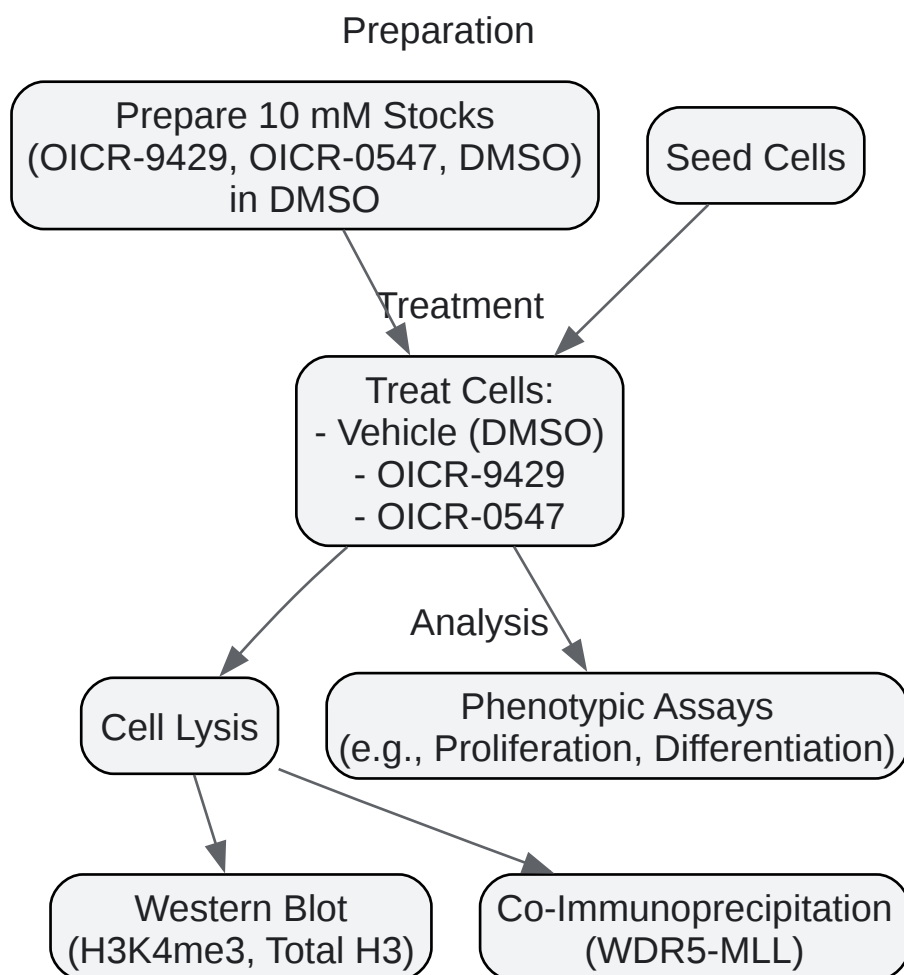 Preparation
Prepare 10 mM Stocks
(OICR-9429, OICR-0547, DMSO)
in DMSO
Seed Cells
Treatment
Treat Cells:
- Vehicle (DMSO)
- OICR-9429
- OICR-0547
Analysis
Cell Lysis
Phenotypic Assays
(e.g., Proliferation, Differentiation)
Western Blot
(H3K4me3, Total H3)
Co-Immunoprecipitation
(WDR5-MLL)